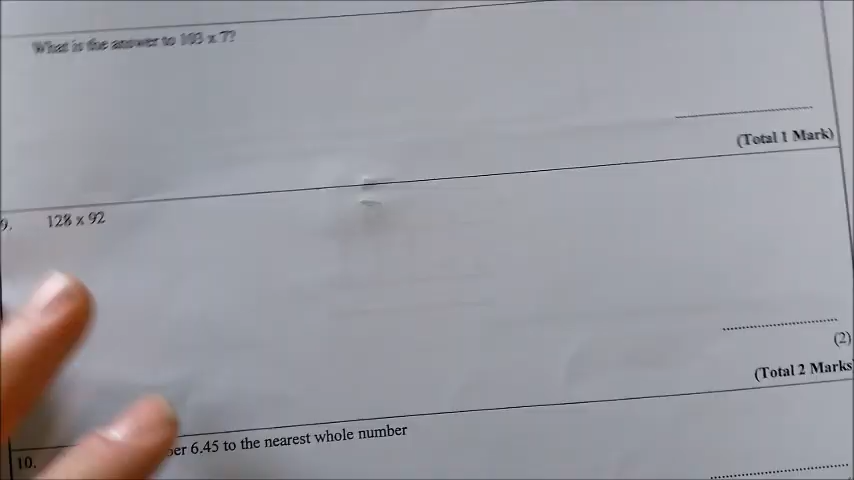 What is the answer to 103 x 7?
(Total 1 Mark)
9. 128 x 92
(2)
(Total 2 Marks
10. 6.45 to the nearest whole number